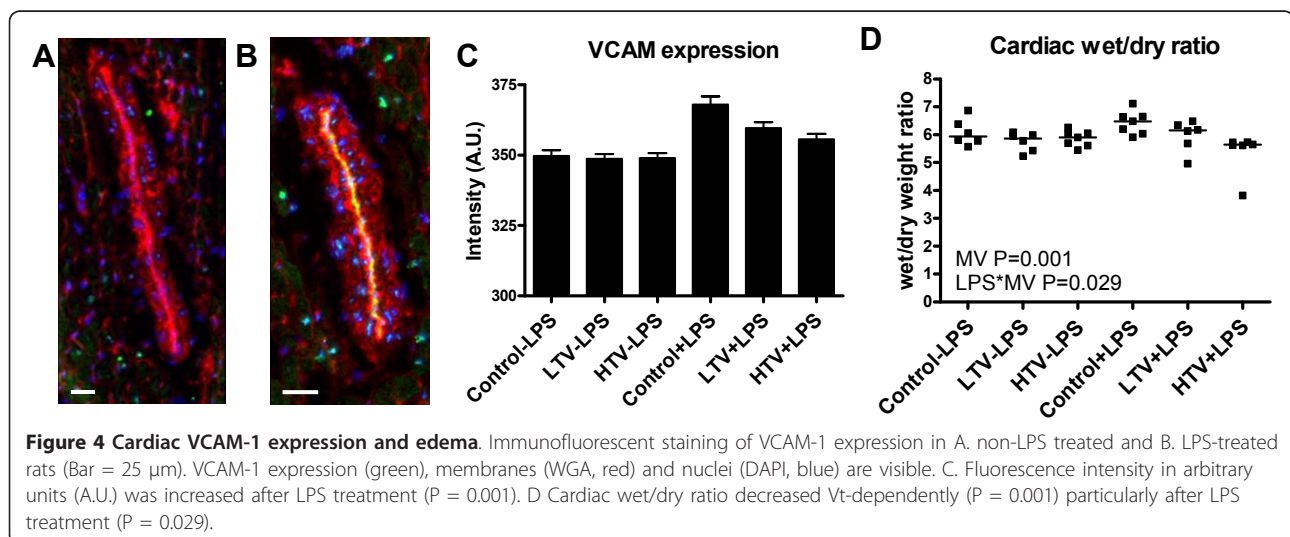 A
B
C
VCAM expression
Intensity (A.U.)
375
350
325
300
Control-LPS
LTV-LPS
HTV-LPS
Control+LPS
LTV+LPS
HTV+LPS
D
Cardiac wet/dry ratio
wet/dry weight ratio
8
7
6
5
4
3
2
1
0
MV P=0.001
LPS*MV P=0.029
Control-LPS
LTV-LPS
HTV-LPS
Control+LPS
LTV+LPS
HTV+LPS
Figure 4 Cardiac VCAM-1 expression and edema. Immunofluorescent staining of VCAM-1 expression in A. non-LPS treated and B. LPS-treated
rats (Bar = 25 μm). VCAM-1 expression (green), membranes (WGA, red) and nuclei (DAPI, blue) are visible. C. Fluorescence intensity in arbitrary
units (A.U.) was increased after LPS treatment (P = 0.001). D Cardiac wet/dry ratio decreased Vt-dependently (P = 0.001) particularly after LPS
treatment (P = 0.029).